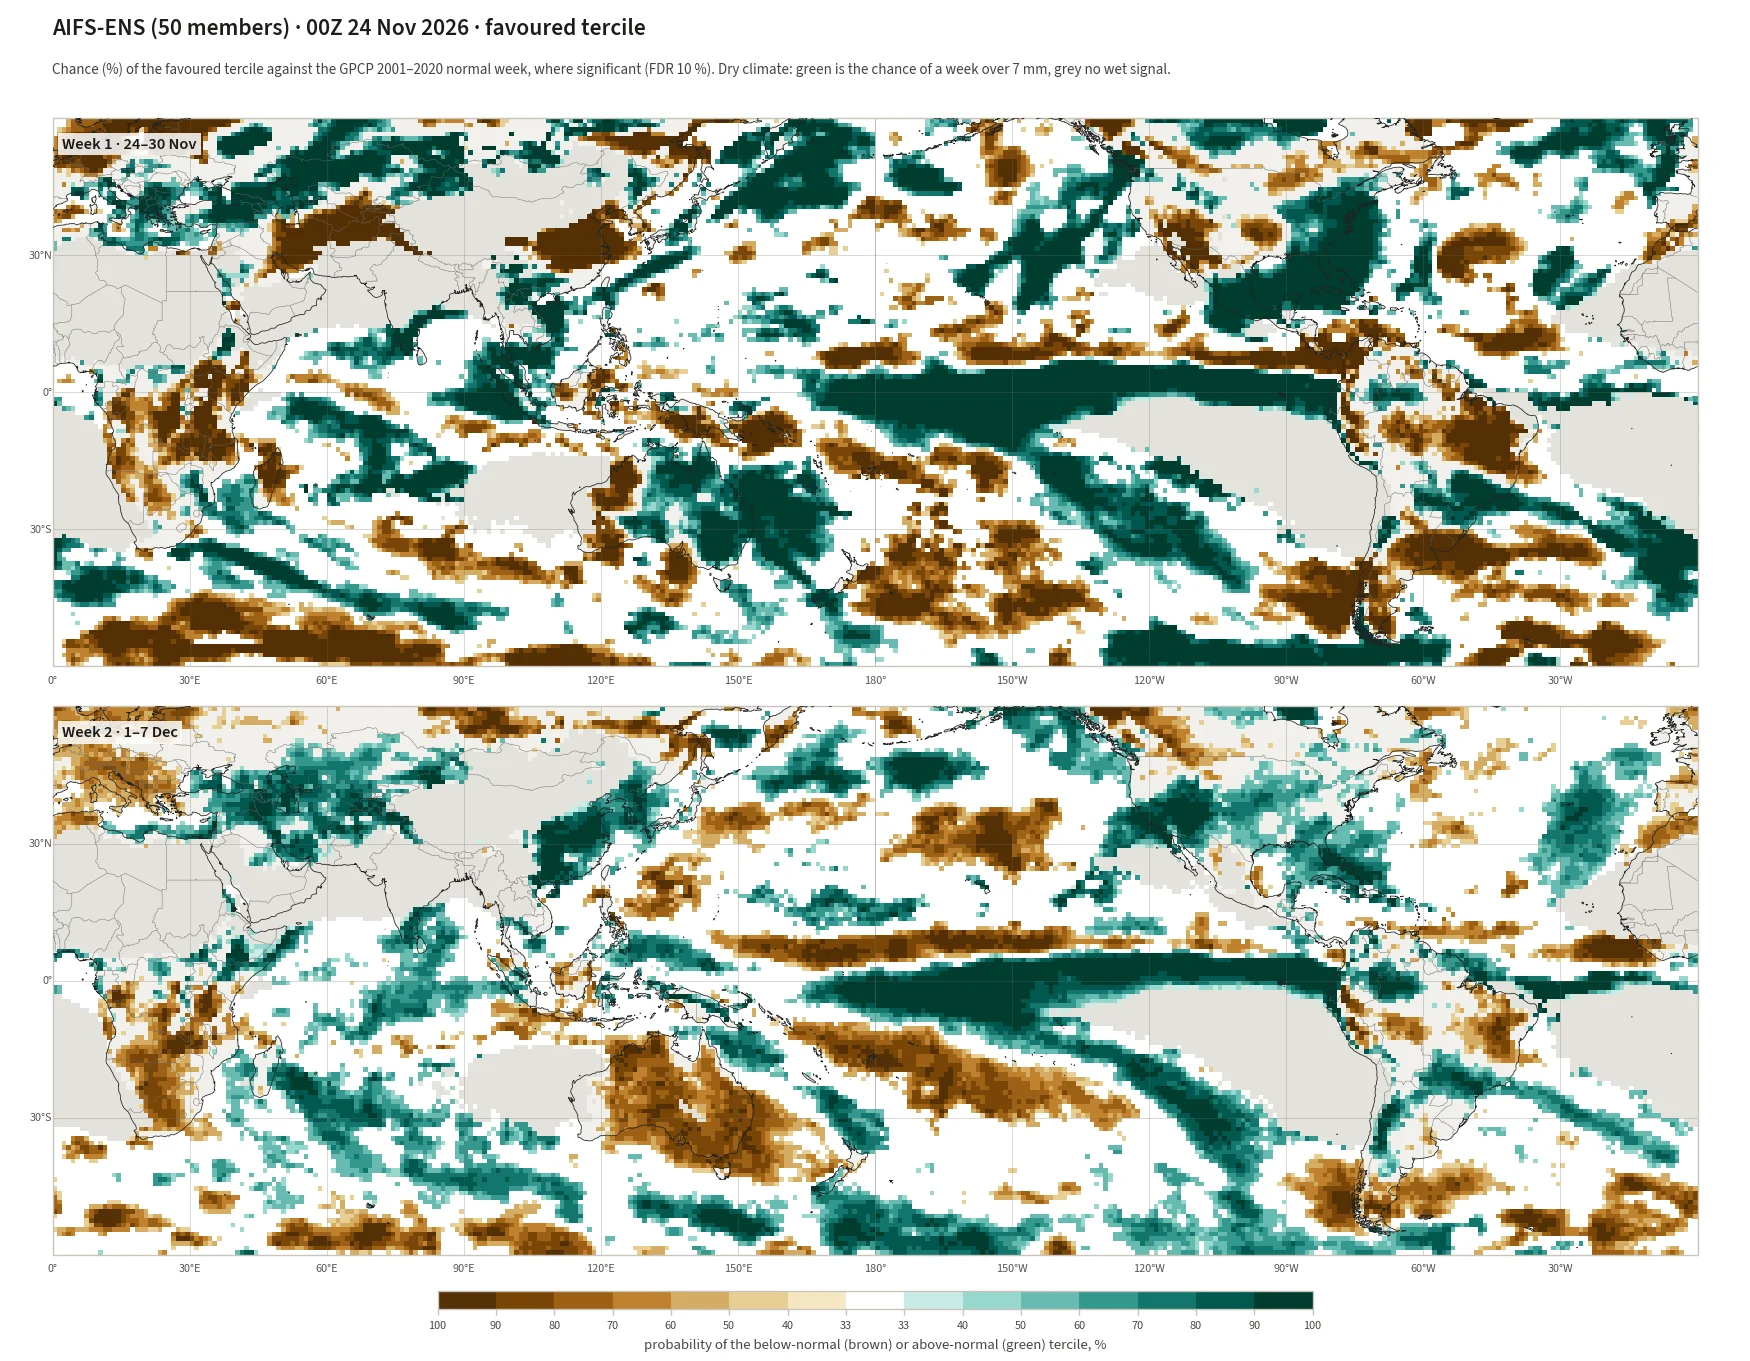 AIFS-ENS (50 members) · 00Z 24 Nov 2026 · favoured tercile
Chance (%) of the favoured tercile against the GPCP 2001–2020 normal week, where significant (FDR 10 %). Dry climate: green is the chance of a week over 7 mm, grey no wet signal.
Week 1 · 24–30 Nov
30°N
0°
30°S
0° 30°E 60°E 90°E 120°E 150°E 180° 150°W 120°W 90°W 60°W 30°W
Week 2 · 1–7 Dec
30°N
0°
30°S
0° 30°E 60°E 90°E 120°E 150°E 180° 150°W 120°W 90°W 60°W 30°W
100 90 80 70 60 50 40 33 33 40 50 60 70 80 90 100
probability of the below-normal (brown) or above-normal (green) tercile, %